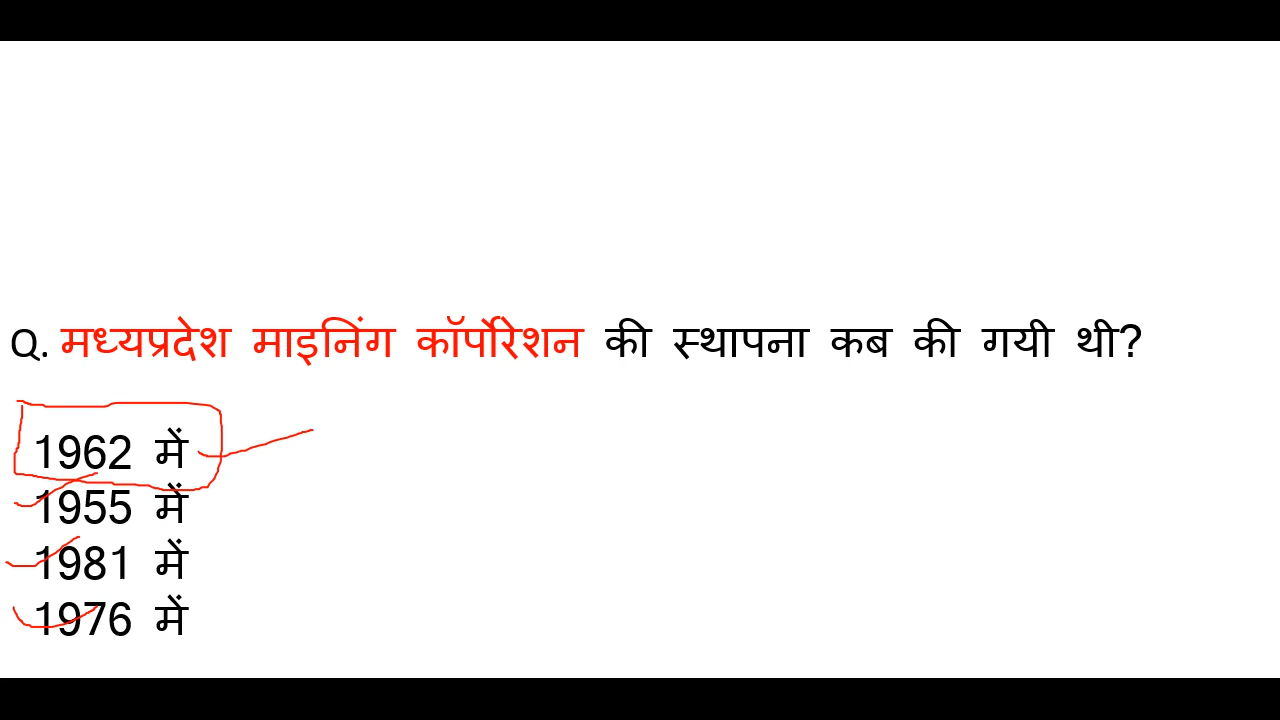 Q. मध्यप्रदेश माइनिंग कॉर्पोरेशन की स्थापना कब की गयी थी?
1962 में
1955 में
1981 में
1976 में